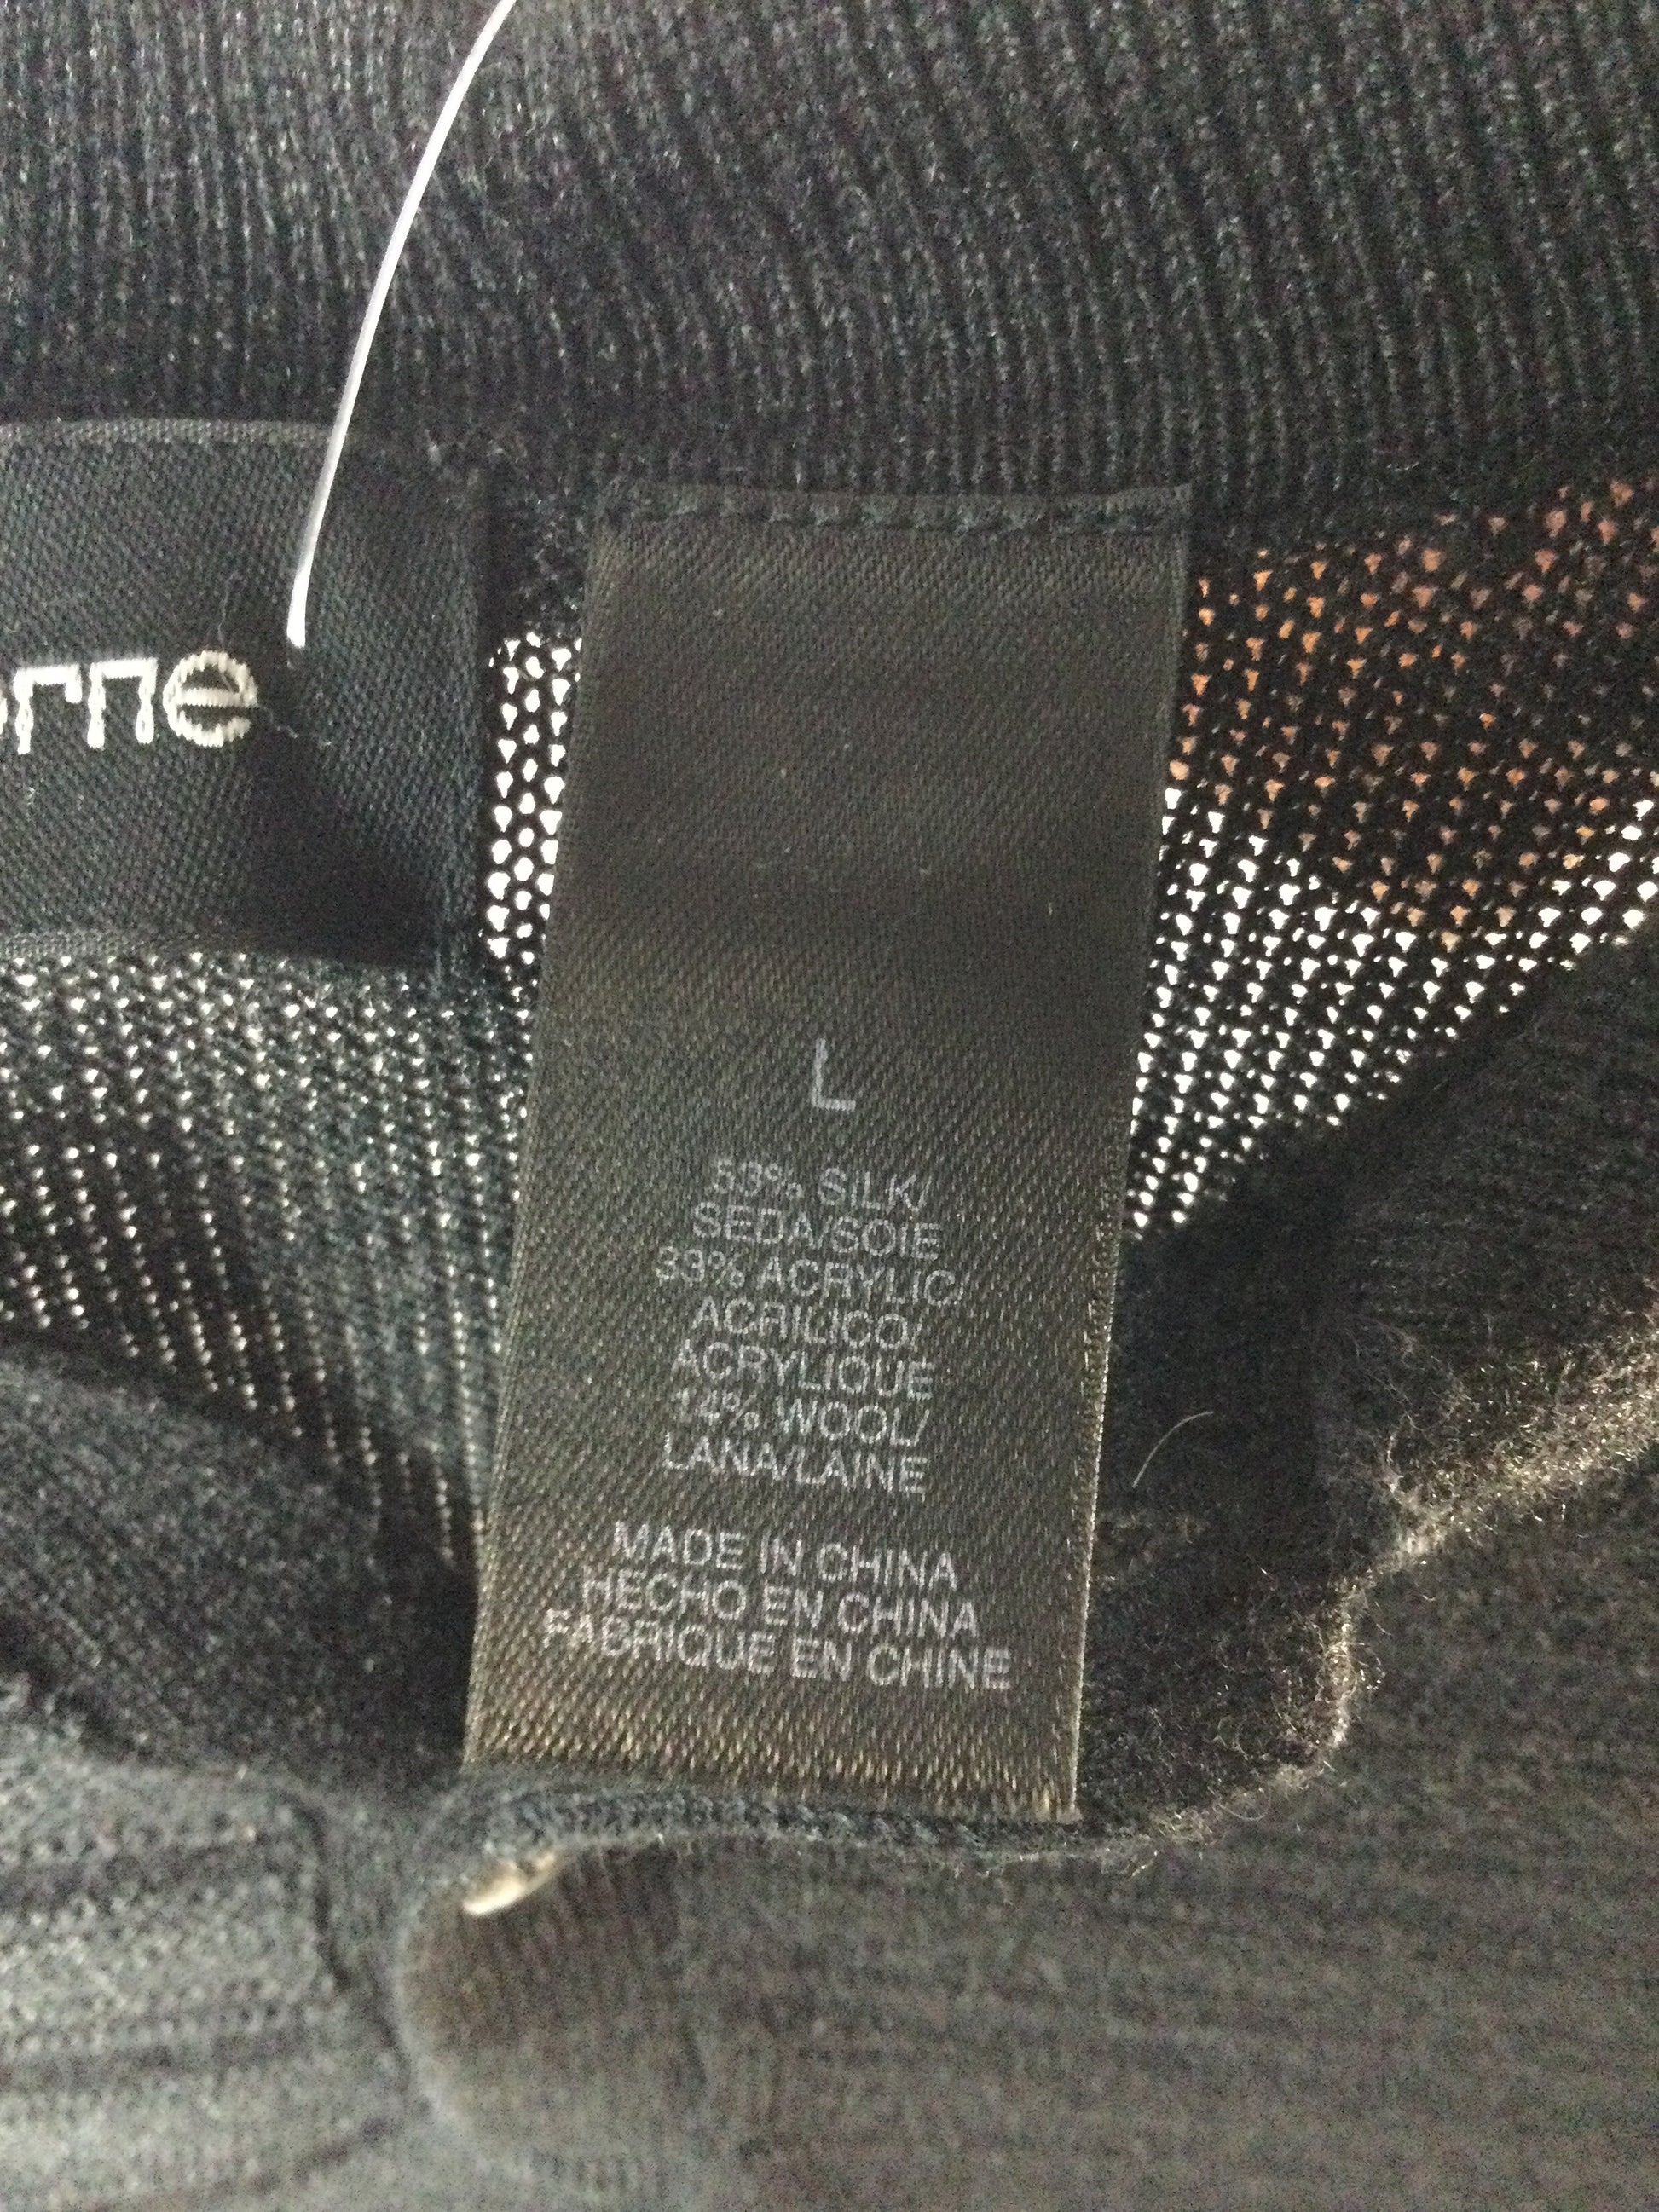 orne
L
53% SILK/
SEDA/SOIE
33% ACRYLIC/
ACRILICO/
ACRYLIQUE
14% WOOL/
LANA/LAINE
MADE IN CHINA
HECHO EN CHINA
FABRIQUE EN CHINE